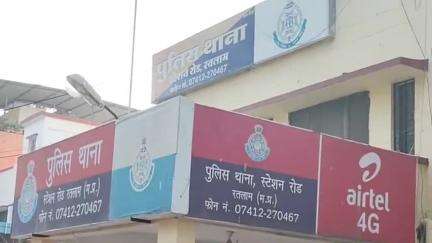 पुलिस थाना
स्टेशन रोड, रतलाम
फोन नं. 07412-270467
पुलिस थाना
स्टेशन रोड रतलाम (म.प्र.)
फोन नं. 07412-270467
पुलिस थाना, स्टेशन रोड
रतलाम (म.प्र.)
फोन नं. 07412-270467
airtel
4G